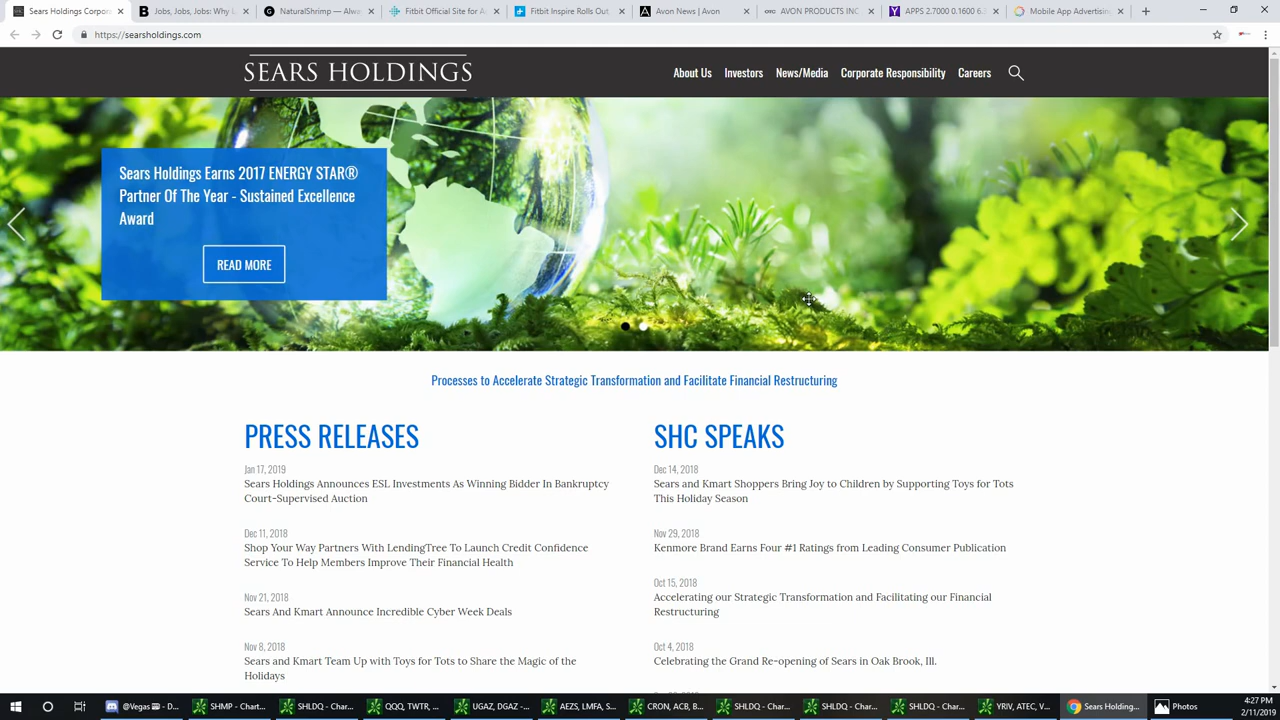 Sears Holdings Corpora
Jobs, Jobs, Jobs: Why L
NaturalShrimp — Alwa
Fitbit Official Site for A
Fitbit Inspire Rolls Out
Avon News | Avon
AVON PRODUCTS INC
APPS 2.7000 0.1600 6.
Mobile App Advertising
https://searsholdings.com
SEARS HOLDINGS
About Us
Investors
News/Media
Corporate Responsibility
Careers
Sears Holdings Earns 2017 ENERGY STAR®
Partner Of The Year - Sustained Excellence
Award
READ MORE
Processes to Accelerate Strategic Transformation and Facilitate Financial Restructuring
PRESS RELEASES
Jan 17, 2019
Sears Holdings Announces ESL Investments As Winning Bidder In Bankruptcy
Court-Supervised Auction
Dec 11, 2018
Shop Your Way Partners With LendingTree To Launch Credit Confidence
Service To Help Members Improve Their Financial Health
Nov 21, 2018
Sears And Kmart Announce Incredible Cyber Week Deals
Nov 8, 2018
Sears and Kmart Team Up with Toys for Tots to Share the Magic of the
Holidays
SHC SPEAKS
Dec 14, 2018
Sears and Kmart Shoppers Bring Joy to Children by Supporting Toys for Tots
This Holiday Season
Nov 29, 2018
Kenmore Brand Earns Four #1 Ratings from Leading Consumer Publication
Oct 15, 2018
Accelerating our Strategic Transformation and Facilitating our Financial
Restructuring
Oct 4, 2018
Celebrating the Grand Re-opening of Sears in Oak Brook, Ill.
@Vegas - D...
SHMP - Chart...
SHLDQ - Char...
QQQ, TWTR, ...
UGAZ, DGAZ -...
AEZS, LMFA, S...
CRON, ACB, B...
SHLDQ - Cha...
SHLDQ - Char...
SHLDQ - Char...
YRIV, ATEC, V...
Sears Holding...
Photos
4:27 PM
2/11/2019